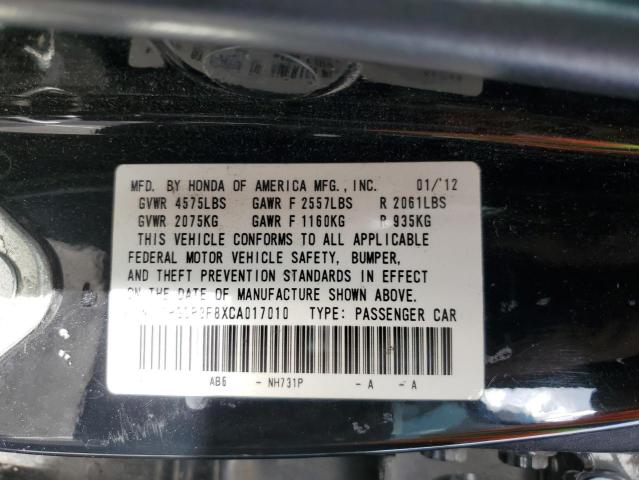 MFD. BY HONDA OF AMERICA MFG., INC. 01/'12
GVWR 4575LBS GAWR F 2557LBS R 2061LBS
GVWR 2075KG GAWR F 1160KG R 935KG
THIS VEHICLE CONFORMS TO ALL APPLICABLE
FEDERAL MOTOR VEHICLE SAFETY, BUMPER,
AND THEFT PREVENTION STANDARDS IN EFFECT
ON THE DATE OF MANUFACTURE SHOWN ABOVE.
F8XCA017010 TYPE: PASSENGER CAR
AB6 - NH731P - A - A